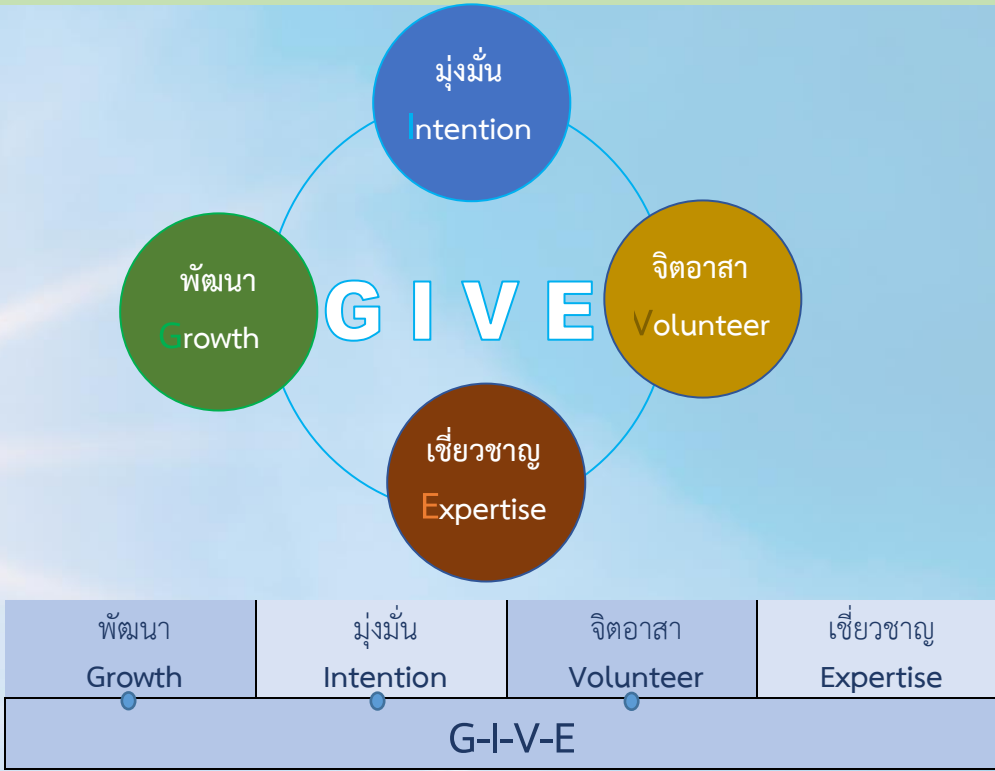 มุ่งมั่น
Intention
พัฒนา
Growth
G I V E
จิตอาสา
Volunteer
เชี่ยวชาญ
Expertise
พัฒนา
Growth
มุ่งมั่น
Intention
จิตอาสา
Volunteer
เชี่ยวชาญ
Expertise
G-I-V-E